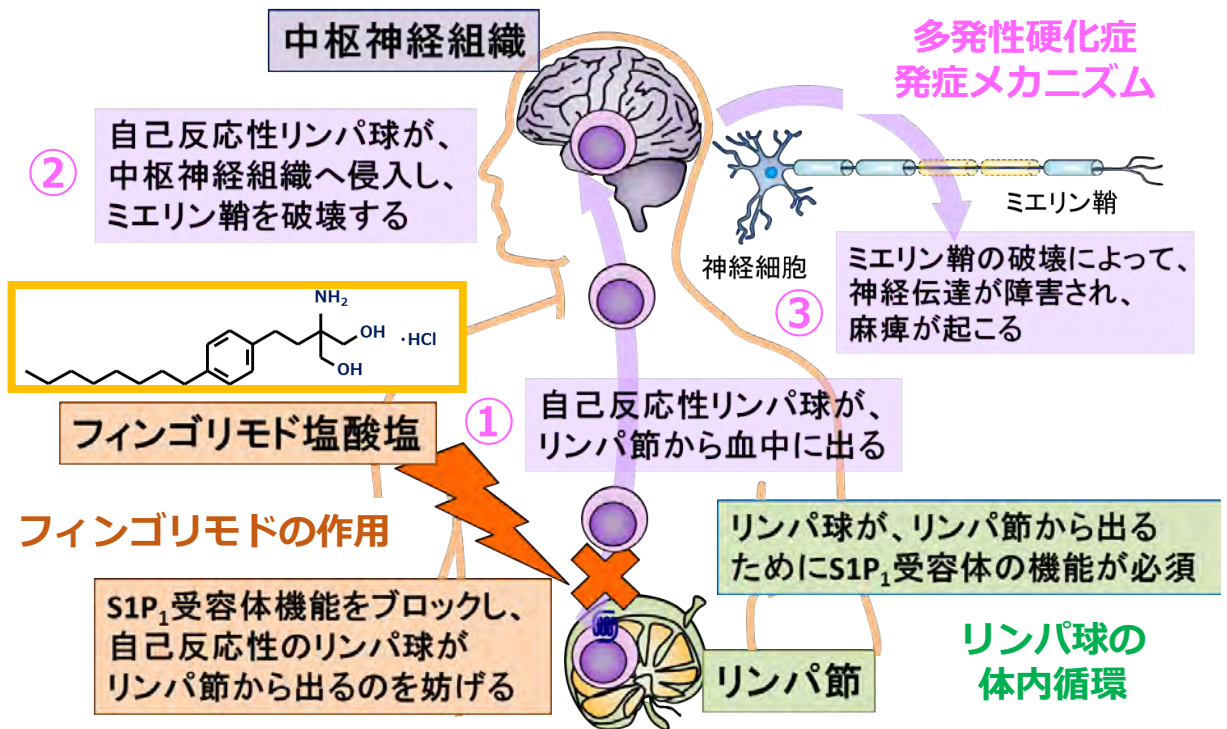 中枢神経組織
多発性硬化症
発症メカニズム
②
自己反応性リンパ球が、
中枢神経組織へ侵入し、
ミエリン鞘を破壊する
ミエリン鞘
神経細胞
③
ミエリン鞘の破壊によって、
神経伝達が障害され、
麻痺が起こる
NH₂
OH
·HCl
OH
フィンゴリモド塩酸塩
①
自己反応性リンパ球が、
リンパ節から血中に出る
フィンゴリモドの作用
リンパ球が、リンパ節から出る
ためにS1P₁受容体の機能が必須
S1P₁受容体機能をブロックし、
自己反応性のリンパ球が
リンパ節から出るのを妨げる
リンパ節
リンパ球の
体内循環